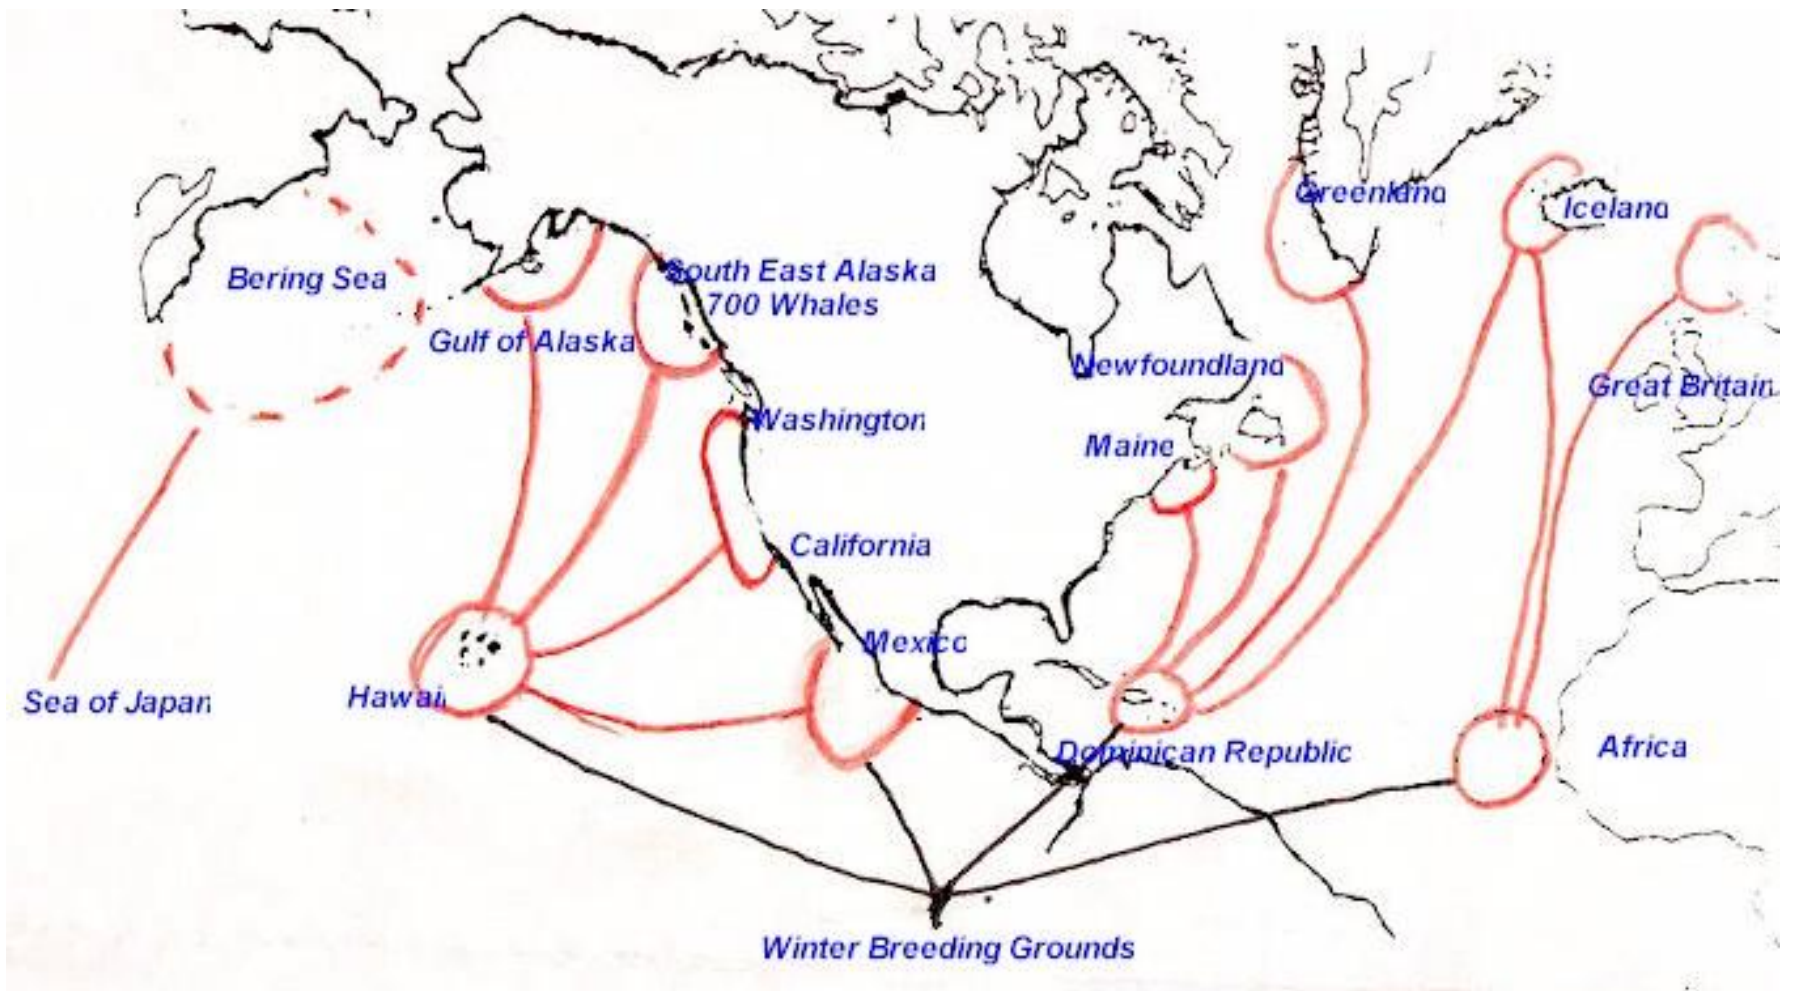 Greenland
Iceland
Bering Sea
South East Alaska
700 Whales
Gulf of Alaska
Newfoundland
Great Britain
Washington
Maine
California
Mexico
Sea of Japan
Hawaii
Dominican Republic
Africa
Winter Breeding Grounds